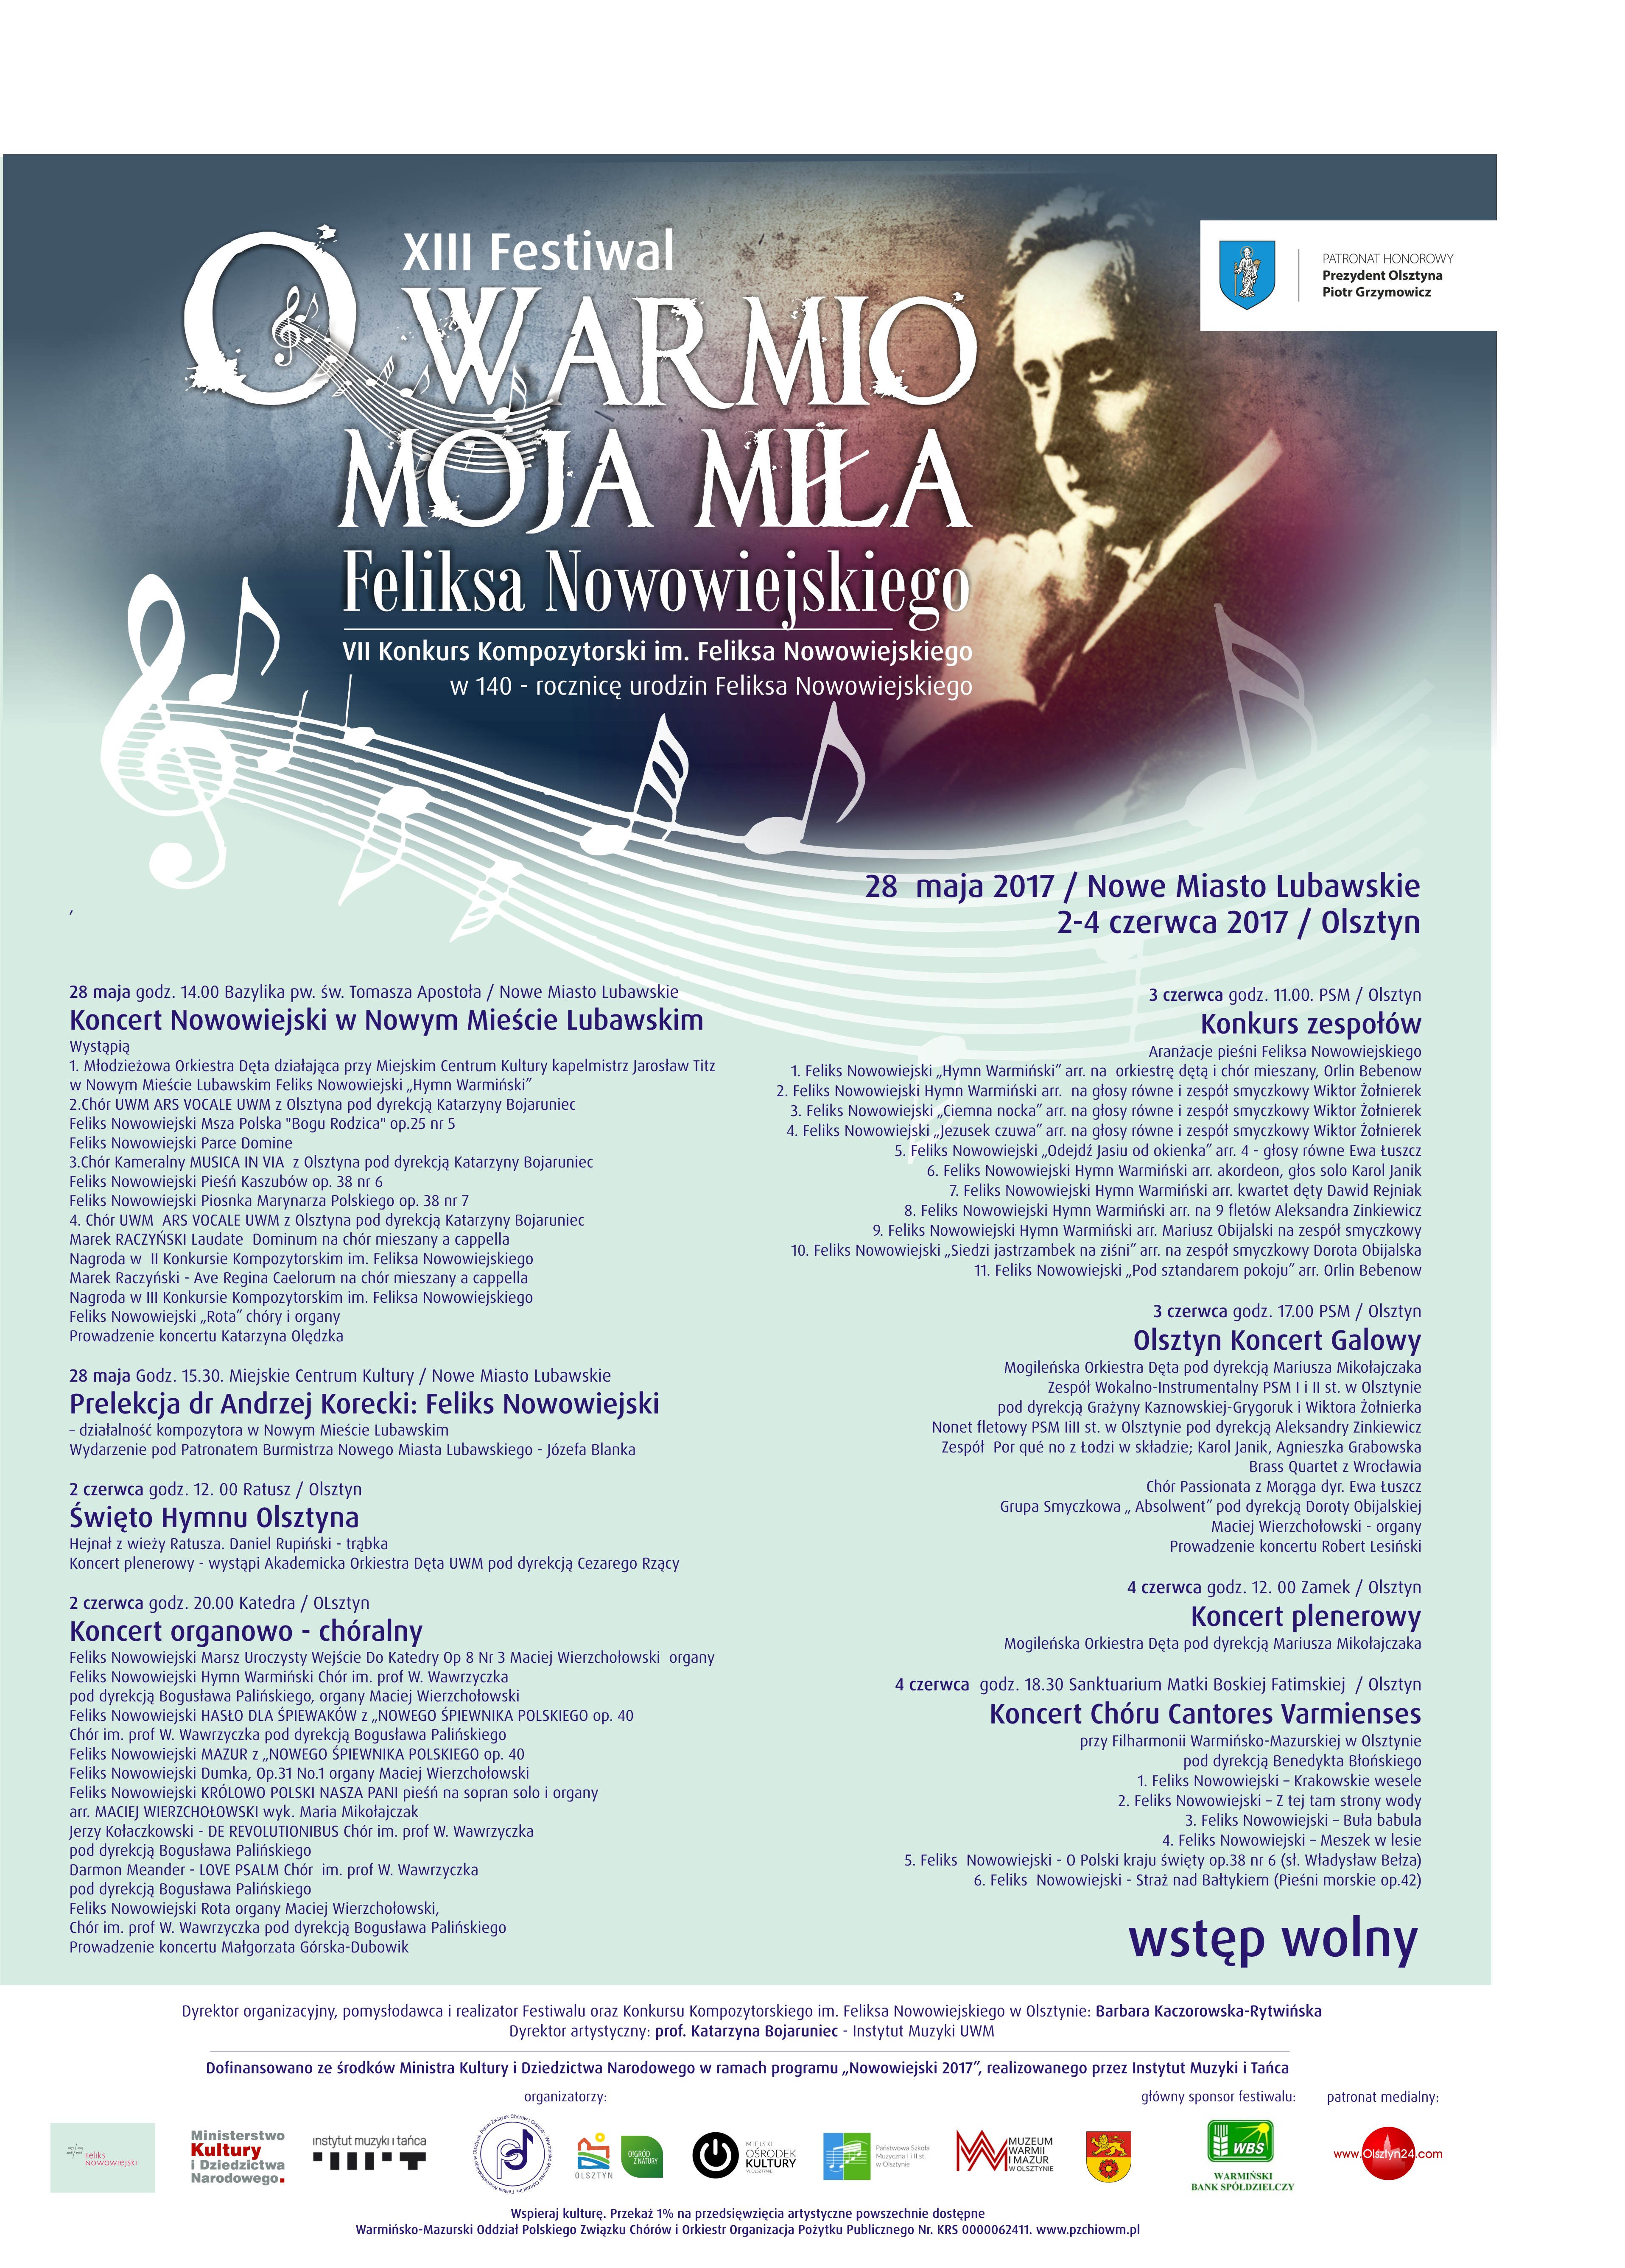 XIII Festiwal
O WARMIO
MOJA MIŁA
Feliksa Nowowiejskiego
VII Konkurs Kompozytorski im. Feliksa Nowowiejskiego
w 140 - rocznicę urodzin Feliksa Nowowiejskiego
PATRONAT HONOROWY
Prezydent Olsztyna
Piotr Grzymowicz
28 maja 2017 / Nowe Miasto Lubawskie
2-4 czerwca 2017 / Olsztyn
,
28 maja godz. 14.00 Bazylika pw. św. Tomasza Apostoła / Nowe Miasto Lubawskie
Koncert Nowowiejski w Nowym Mieście Lubawskim
Wystąpią
1. Młodzieżowa Orkiestra Dęta działająca przy Miejskim Centrum Kultury kapelmistrz Jarosław Titz
w Nowym Mieście Lubawskim Feliks Nowowiejski „Hymn Warmiński”
2.Chór UWM ARS VOCALE UWM z Olsztyna pod dyrekcją Katarzyny Bojaruniec
Feliks Nowowiejski Msza Polska "Bogu Rodzica" op.25 nr 5
Feliks Nowowiejski Parce Domine
3.Chór Kameralny MUSICA IN VIA z Olsztyna pod dyrekcją Katarzyny Bojaruniec
Feliks Nowowiejski Pieśń Kaszubów op. 38 nr 6
Feliks Nowowiejski Piosnka Marynarza Polskiego op. 38 nr 7
4. Chór UWM ARS VOCALE UWM z Olsztyna pod dyrekcją Katarzyny Bojaruniec
Marek RACZYŃSKI Laudate Dominum na chór mieszany a cappella
Nagroda w II Konkursie Kompozytorskim im. Feliksa Nowowiejskiego
Marek Raczyński - Ave Regina Caelorum na chór mieszany a cappella
Nagroda w III Konkursie Kompozytorskim im. Feliksa Nowowiejskiego
Feliks Nowowiejski „Rota” chóry i organy
Prowadzenie koncertu Katarzyna Olędzka
28 maja Godz. 15.30. Miejskie Centrum Kultury / Nowe Miasto Lubawskie
Prelekcja dr Andrzej Korecki: Feliks Nowowiejski
– działalność kompozytora w Nowym Mieście Lubawskim
Wydarzenie pod Patronatem Burmistrza Nowego Miasta Lubawskiego - Józefa Blanka
2 czerwca godz. 12. 00 Ratusz / Olsztyn
Święto Hymnu Olsztyna
Hejnał z wieży Ratusza. Daniel Rupiński - trąbka
Koncert plenerowy - wystąpi Akademicka Orkiestra Dęta UWM pod dyrekcją Cezarego Rzący
2 czerwca godz. 20.00 Katedra / OLsztyn
Koncert organowo - chóralny
Feliks Nowowiejski Marsz Uroczysty Wejście Do Katedry Op 8 Nr 3 Maciej Wierzchołowski organy
Feliks Nowowiejski Hymn Warmiński Chór im. prof W. Wawrzyczka
pod dyrekcją Bogusława Palińskiego, organy Maciej Wierzchołowski
Feliks Nowowiejski HASŁO DLA ŚPIEWAKÓW z „NOWEGO ŚPIEWNIKA POLSKIEGO op. 40
Chór im. prof W. Wawrzyczka pod dyrekcją Bogusława Palińskiego
Feliks Nowowiejski MAZUR z „NOWEGO ŚPIEWNIKA POLSKIEGO op. 40
Feliks Nowowiejski Dumka, Op.31 No.1 organy Maciej Wierzchołowski
Feliks Nowowiejski KRÓLOWO POLSKI NASZA PANI pieśń na sopran solo i organy
arr. MACIEJ WIERZCHOŁOWSKI wyk. Maria Mikołajczak
Jerzy Kołaczkowski - DE REVOLUTIONIBUS Chór im. prof W. Wawrzyczka
pod dyrekcją Bogusława Palińskiego
Darmon Meander - LOVE PSALM Chór im. prof W. Wawrzyczka
pod dyrekcją Bogusława Palińskiego
Feliks Nowowiejski Rota organy Maciej Wierzchołowski,
Chór im. prof W. Wawrzyczka pod dyrekcją Bogusława Palińskiego
Prowadzenie koncertu Małgorzata Górska-Dubowik
3 czerwca godz. 11.00. PSM / Olsztyn
Konkurs zespołów
Aranżacje pieśni Feliksa Nowowiejskiego
1. Feliks Nowowiejski „Hymn Warmiński” arr. na orkiestrę dętą i chór mieszany, Orlin Bebenow
2. Feliks Nowowiejski Hymn Warmiński arr. na głosy równe i zespół smyczkowy Wiktor Żołnierek
3. Feliks Nowowiejski „Ciemna nocka” arr. na głosy równe i zespół smyczkowy Wiktor Żołnierek
4. Feliks Nowowiejski „Jezusek czuwa” arr. na głosy równe i zespół smyczkowy Wiktor Żołnierek
5. Feliks Nowowiejski „Odejdź Jasiu od okienka” arr. 4 - głosy równe Ewa Łuszcz
6. Feliks Nowowiejski Hymn Warmiński arr. akordeon, głos solo Karol Janik
7. Feliks Nowowiejski Hymn Warmiński arr. kwartet dęty Dawid Rejniak
8. Feliks Nowowiejski Hymn Warmiński arr. na 9 fletów Aleksandra Zinkiewicz
9. Feliks Nowowiejski Hymn Warmiński arr. Mariusz Obijalski na zespół smyczkowy
10. Feliks Nowowiejski „Siedzi jastrzambek na ziśni” arr. na zespół smyczkowy Dorota Obijalska
11. Feliks Nowowiejski „Pod sztandarem pokoju” arr. Orlin Bebenow
3 czerwca godz. 17.00 PSM / Olsztyn
Olsztyn Koncert Galowy
Mogileńska Orkiestra Dęta pod dyrekcją Mariusza Mikołajczaka
Zespół Wokalno-Instrumentalny PSM I i II st. w Olsztynie
pod dyrekcją Grażyny Kaznowskiej-Grygoruk i Wiktora Żołnierka
Nonet fletowy PSM IiII st. w Olsztynie pod dyrekcją Aleksandry Zinkiewicz
Zespół Por qué no z Łodzi w składzie; Karol Janik, Agnieszka Grabowska
Brass Quartet z Wrocławia
Chór Passionata z Morąga dyr. Ewa Łuszcz
Grupa Smyczkowa „ Absolwent” pod dyrekcją Doroty Obijalskiej
Maciej Wierzchołowski - organy
Prowadzenie koncertu Robert Lesiński
4 czerwca godz. 12. 00 Zamek / Olsztyn
Koncert plenerowy
Mogileńska Orkiestra Dęta pod dyrekcją Mariusza Mikołajczaka
4 czerwca godz. 18.30 Sanktuarium Matki Boskiej Fatimskiej / Olsztyn
Koncert Chóru Cantores Varmienses
przy Filharmonii Warmińsko-Mazurskiej w Olsztynie
pod dyrekcją Benedykta Błońskiego
1. Feliks Nowowiejski – Krakowskie wesele
2. Feliks Nowowiejski – Z tej tam strony wody
3. Feliks Nowowiejski – Buła babula
4. Feliks Nowowiejski – Meszek w lesie
5. Feliks Nowowiejski - O Polski kraju święty op.38 nr 6 (sł. Władysław Bełza)
6. Feliks Nowowiejski - Straż nad Bałtykiem (Pieśni morskie op.42)
wstęp wolny
Dyrektor organizacyjny, pomysłodawca i realizator Festiwalu oraz Konkursu Kompozytorskiego im. Feliksa Nowowiejskiego w Olsztynie: Barbara Kaczorowska-Rytwińska
Dyrektor artystyczny: prof. Katarzyna Bojaruniec - Instytut Muzyki UWM
Dofinansowano ze środków Ministra Kultury i Dziedzictwa Narodowego w ramach programu „Nowowiejski 2017”, realizowanego przez Instytut Muzyki i Tańca
organizatorzy:
główny sponsor festiwalu:
patronat medialny:
feliks
nowowiejski
Ministerstwo
Kultury
i Dziedzictwa
Narodowego.
instytut muzyki i tańca
OLSZTYN
O!GRÓD
Z NATURY
MIEJSKI
OŚRODEK
KULTURY
W OLSZTYNIE
Państwowa Szkoła
Muzyczna I i II st.
w Olsztynie
MUZEUM
WARMII
I MAZUR
W OLSZTYNIE
WBS
WARMIŃSKI
BANK SPÓŁDZIELCZY
www.Olsztyn24.com
Wspieraj kulturę. Przekaż 1% na przedsięwzięcia artystyczne powszechnie dostępne
Warmińsko-Mazurski Oddział Polskiego Związku Chórów i Orkiestr Organizacja Pożytku Publicznego Nr. KRS 0000062411. www.pzchiowm.pl